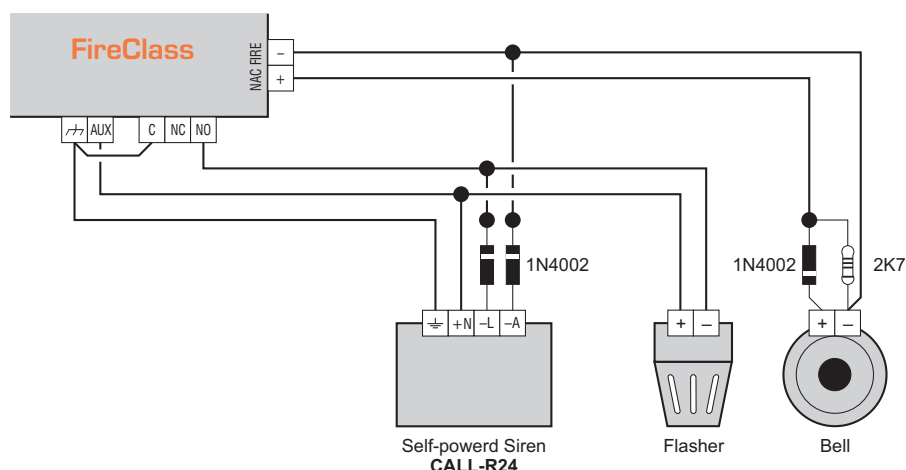 FireClass
NAC FIRE
–
+
AUX
C
NC
NO
1N4002
1N4002
2K7
+N
–L
–A
+
–
+
–
Self-powerd Siren
CALL-R24
Flasher
Bell